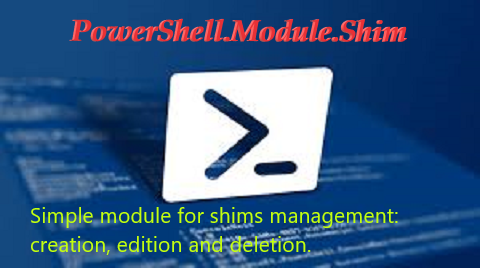 PowerShell.Module.Shim
Simple module for shims management:
creation, edition and deletion.